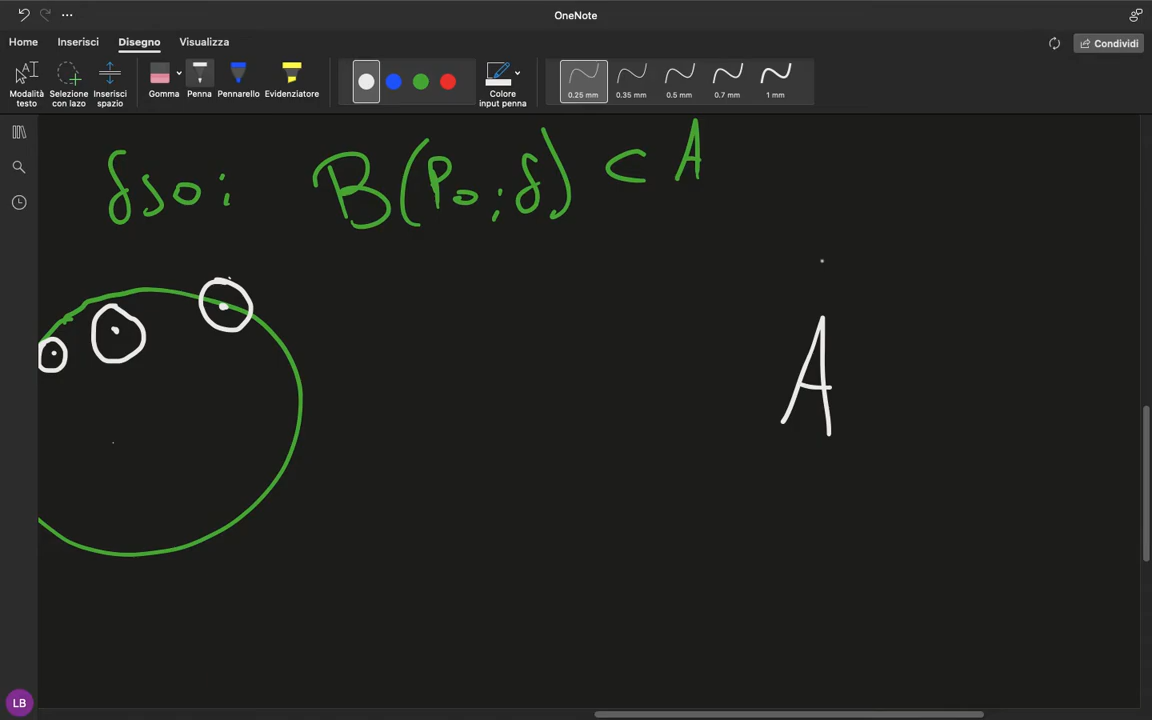 OneNote
Home Inserisci Disegno Visualizza
Condividi
Modalità testo
Selezione con lazo
Inserisci spazio
Gomma
Penna
Pennarello
Evidenziatore
Colore input penna
0.25 mm
0.35 mm
0.5 mm
0.7 mm
1 mm
δ>0: B(P₀;δ) ⊂ A
A
LB